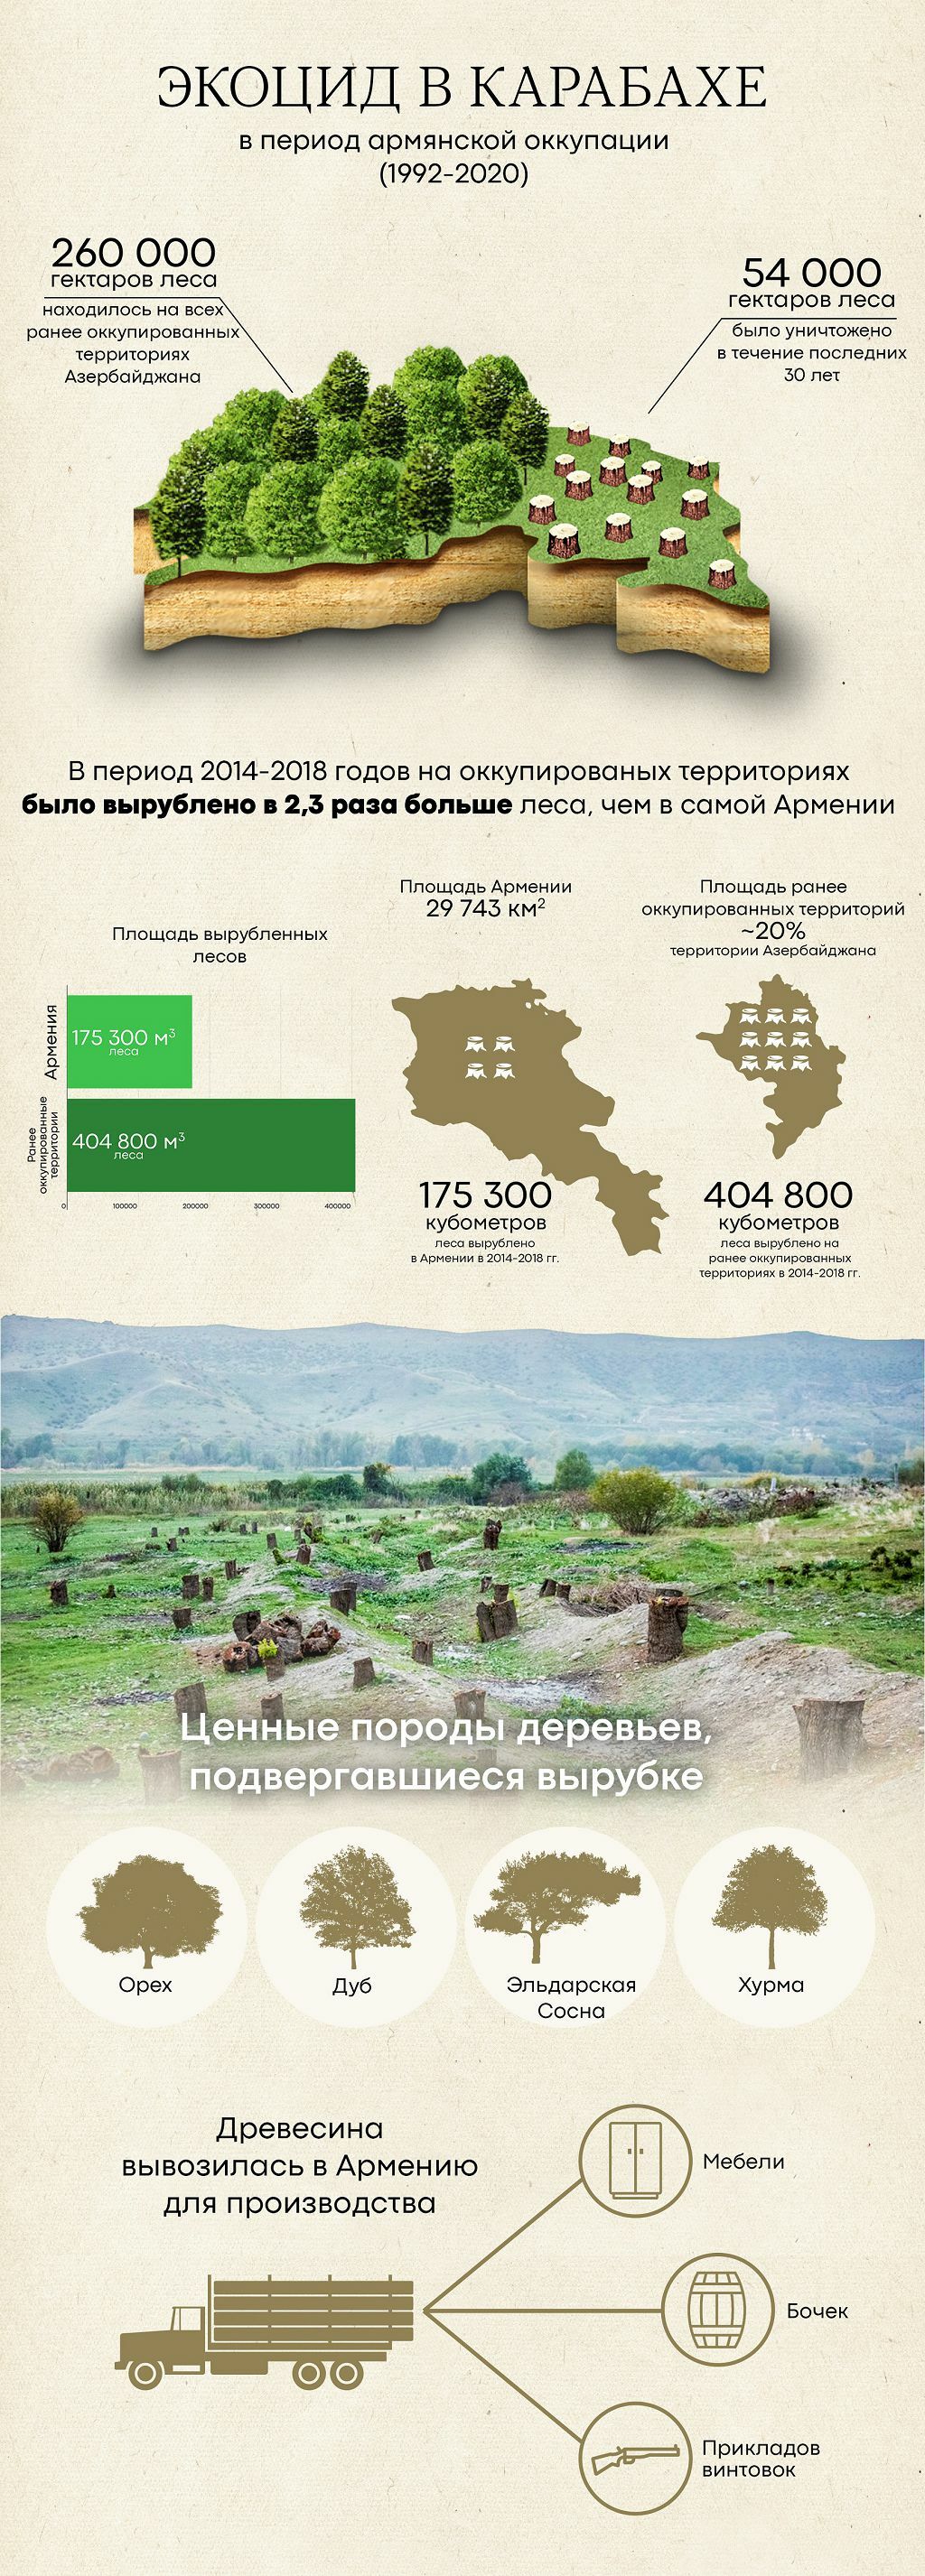 ЭКОЦИД В КАРАБАХЕ
в период армянской оккупации
(1992-2020)
260 000
гектаров леса
находилось на всех
ранее оккупированных
территориях
Азербайджана
54 000
гектаров леса
было уничтожено
в течение последних
30 лет
В период 2014-2018 годов на оккупированых территориях
было вырублено в 2,3 раза больше леса, чем в самой Армении
Площадь вырубленных
лесов
Армения
175 300 м³
леса
Ранее
оккупированные
территории
404 800 м³
леса
0 100000 200000 300000 400000
Площадь Армении
29 743 км²
175 300
кубометров
леса вырублено
в Армении в 2014-2018 гг.
Площадь ранее
оккупированных территорий
~20%
территории Азербайджана
404 800
кубометров
леса вырублено на
ранее оккупированных
территориях в 2014-2018 гг.
Ценные породы деревьев,
подвергавшиеся вырубке
Орех
Дуб
Эльдарская
Сосна
Хурма
Древесина
вывозилась в Армению
для производства
Мебели
Бочек
Прикладов
винтовок